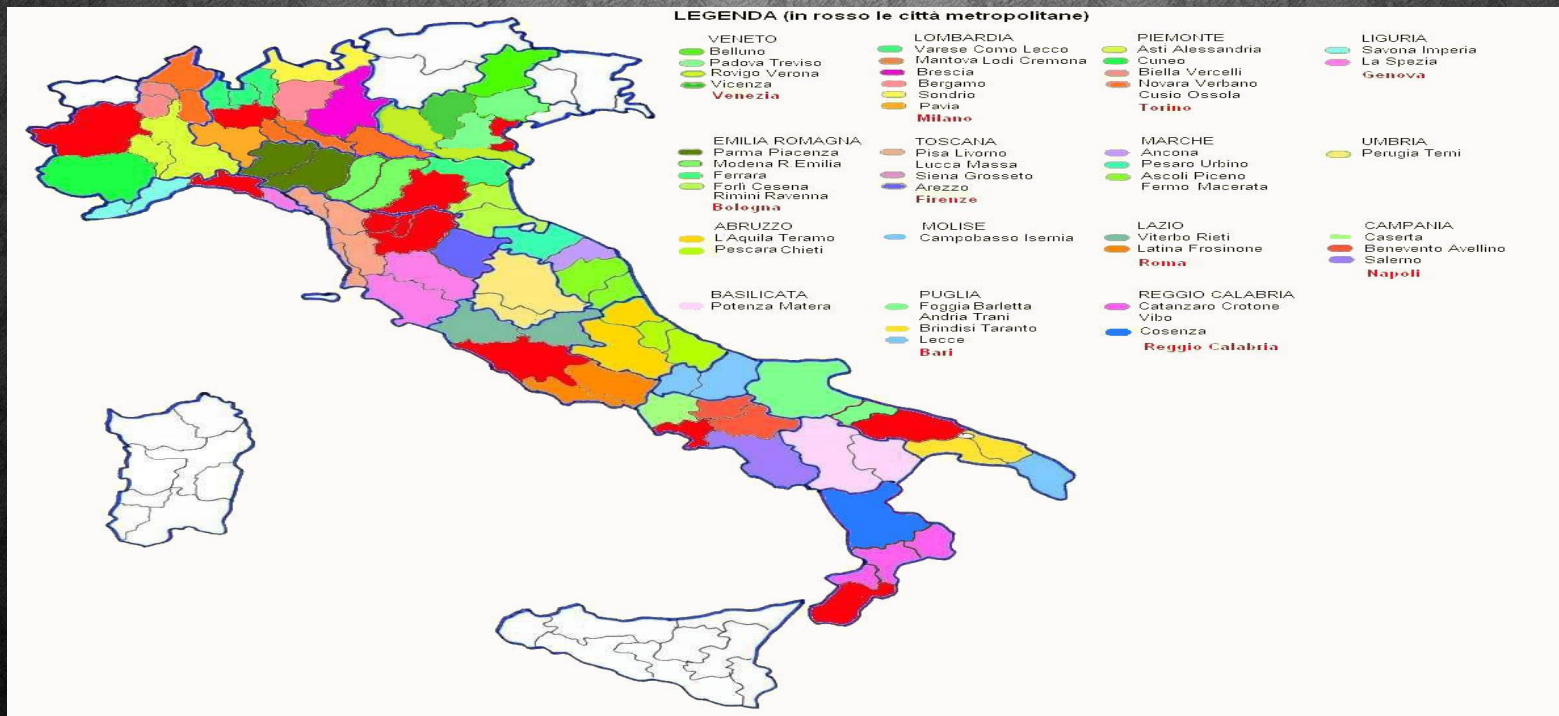 LEGENDA (in rosso le città metropolitane)
VENETO
Belluno
Padova Treviso
Rovigo Verona
Vicenza
Venezia
LOMBARDIA
Varese Como Lecco
Mantova Lodi Cremona
Brescia
Bergamo
Sondrio
Pavia
Milano
PIEMONTE
Asti Alessandria
Cuneo
Biella Vercelli
Novara Verbano
Cusio Ossola
Torino
LIGURIA
Savona Imperia
La Spezia
Genova
EMILIA ROMAGNA
Parma Piacenza
Modena R.Emilia
Ferrara
Forlì Cesena
Rimini Ravenna
Bologna
TOSCANA
Pisa Livorno
Lucca Massa
Siena Grosseto
Arezzo
Firenze
MARCHE
Ancona
Pesaro Urbino
Ascoli Piceno
Fermo Macerata
UMBRIA
Perugia Terni
ABRUZZO
L'Aquila Teramo
Pescara Chieti
MOLISE
Campobasso Isernia
LAZIO
Viterbo Rieti
Latina Frosinone
Roma
CAMPANIA
Caserta
Benevento Avellino
Salerno
Napoli
BASILICATA
Potenza Matera
PUGLIA
Foggia Barletta
Andria Trani
Brindisi Taranto
Lecce
Bari
REGGIO CALABRIA
Catanzaro Crotone
Vibo
Cosenza
Reggio Calabria